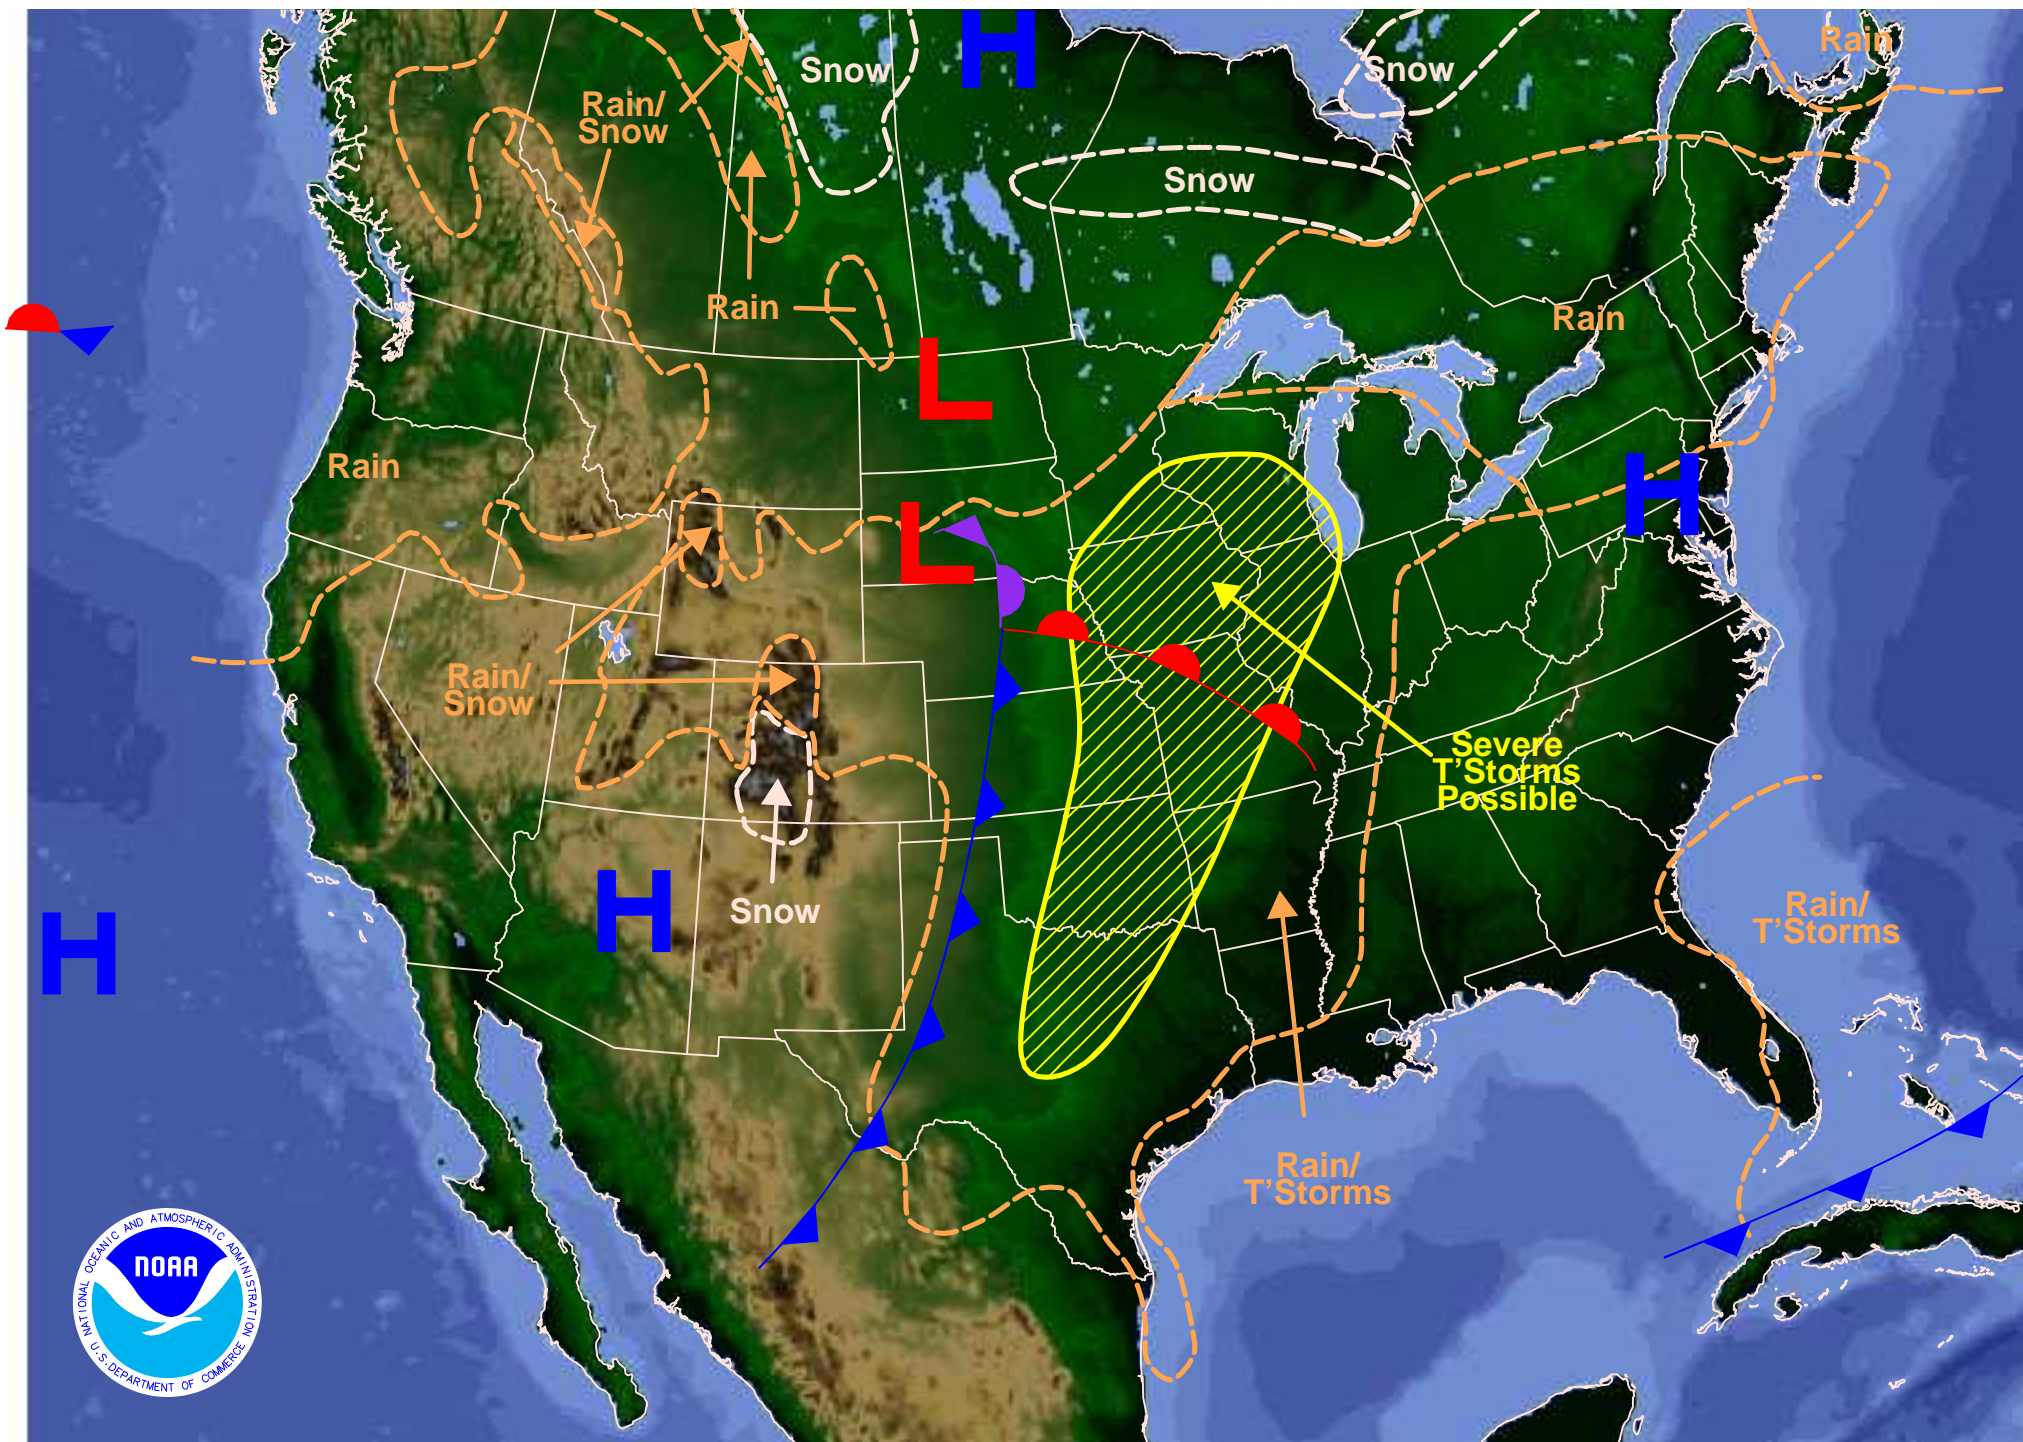 H
Rain
Snow
Snow
Rain/
Snow
Snow
Rain
Rain
L
Rain
H
L
Rain/
Snow
Severe
T'Storms
Possible
H
Snow
Rain/
T'Storms
H
Rain/
T'Storms
NATIONAL OCEANIC AND ATMOSPHERIC ADMINISTRATION
NOAA
U.S. DEPARTMENT OF COMMERCE